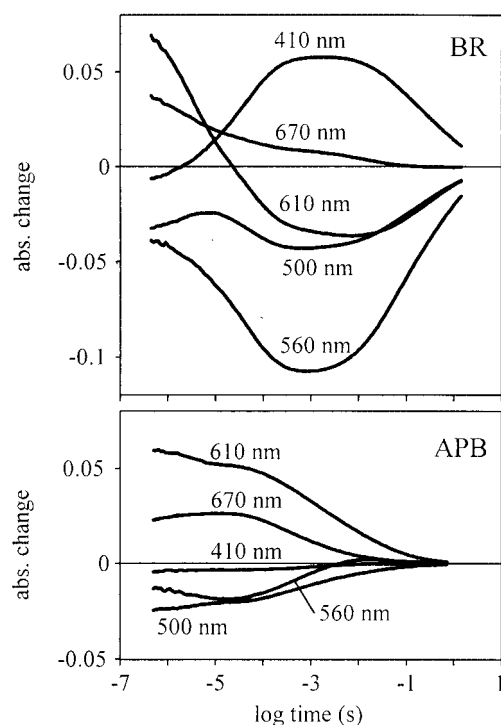 BR
410 nm
0.05
670 nm
0
610 nm
500 nm
-0.05
560 nm
-0.1
abs. change
APB
610 nm
0.05
670 nm
410 nm
0
560 nm
500 nm
-0.05
abs. change
-7 -5 -3 -1 1
log time (s)